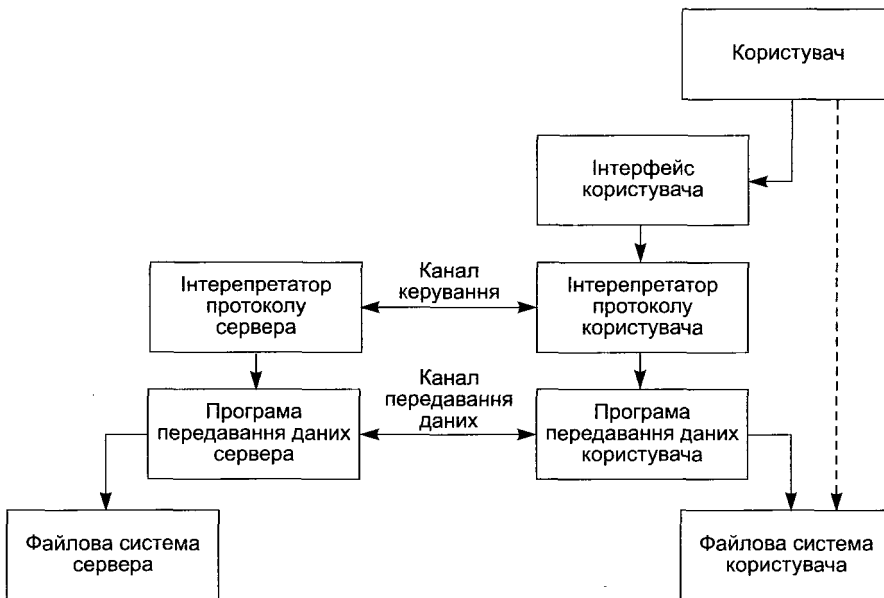 Користувач
Інтерфейс
користувача
Інтерепретатор
протоколу
сервера
Канал
керування
Інтерепретатор
протоколу
користувача
Програма
передавання даних
сервера
Канал
передавання
даних
Програма
передавання даних
користувача
Файлова система
сервера
Файлова система
користувача